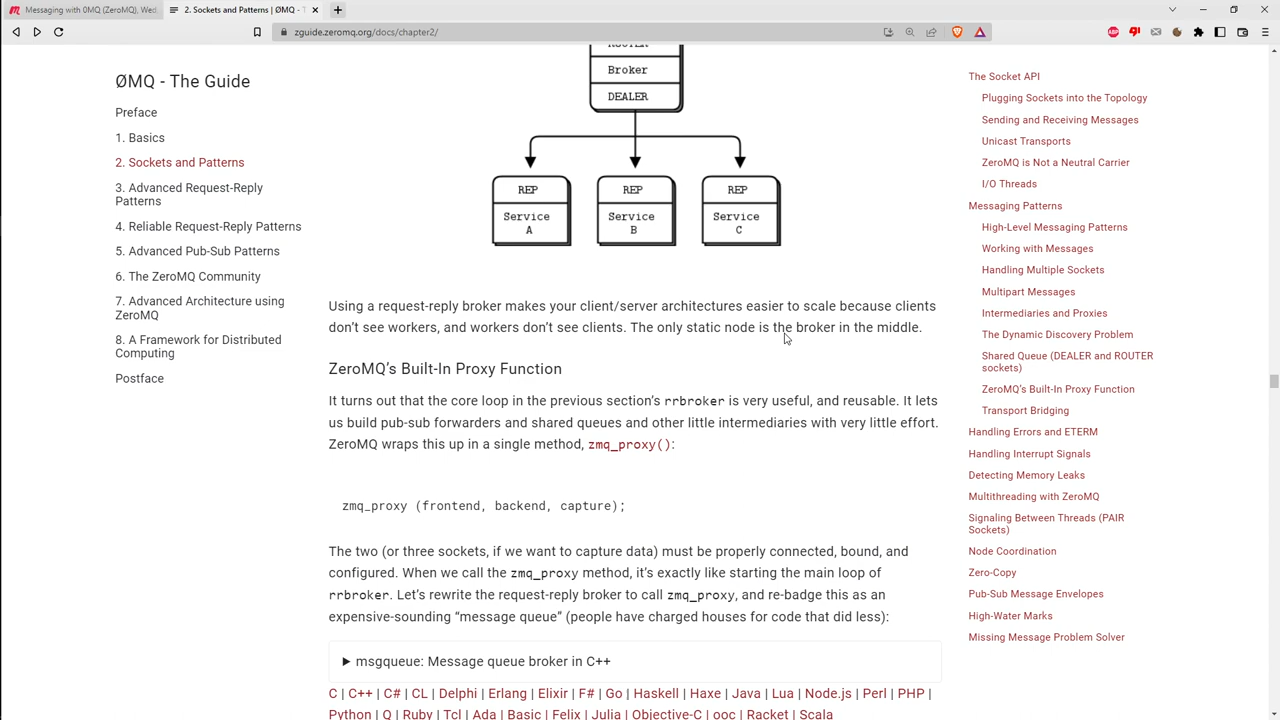 Messaging with 0MQ (ZeroMQ), Wed,
2. Sockets and Patterns | ØMQ - T
zguide.zeromq.org/docs/chapter2/
ØMQ - The Guide
Preface
1. Basics
2. Sockets and Patterns
3. Advanced Request-Reply
Patterns
4. Reliable Request-Reply Patterns
5. Advanced Pub-Sub Patterns
6. The ZeroMQ Community
7. Advanced Architecture using
ZeroMQ
8. A Framework for Distributed
Computing
Postface
ROUTER
Broker
DEALER
REP REP REP
Service Service Service
A B C
Using a request-reply broker makes your client/server architectures easier to scale because clients
don't see workers, and workers don't see clients. The only static node is the broker in the middle.
ZeroMQ's Built-In Proxy Function
It turns out that the core loop in the previous section's rrbroker is very useful, and reusable. It lets
us build pub-sub forwarders and shared queues and other little intermediaries with very little effort.
ZeroMQ wraps this up in a single method, zmq_proxy():
zmq_proxy (frontend, backend, capture);
The two (or three sockets, if we want to capture data) must be properly connected, bound, and
configured. When we call the zmq_proxy method, it's exactly like starting the main loop of
rrbroker. Let's rewrite the request-reply broker to call zmq_proxy, and re-badge this as an
expensive-sounding “message queue” (people have charged houses for code that did less):
msgqueue: Message queue broker in C++
C | C++ | C# | CL | Delphi | Erlang | Elixir | F# | Go | Haskell | Haxe | Java | Lua | Node.js | Perl | PHP |
Python | Q | Ruby | Tcl | Ada | Basic | Felix | Julia | Objective-C | ooc | Racket | Scala
The Socket API
Plugging Sockets into the Topology
Sending and Receiving Messages
Unicast Transports
ZeroMQ is Not a Neutral Carrier
I/O Threads
Messaging Patterns
High-Level Messaging Patterns
Working with Messages
Handling Multiple Sockets
Multipart Messages
Intermediaries and Proxies
The Dynamic Discovery Problem
Shared Queue (DEALER and ROUTER
sockets)
ZeroMQ's Built-In Proxy Function
Transport Bridging
Handling Errors and ETERM
Handling Interrupt Signals
Detecting Memory Leaks
Multithreading with ZeroMQ
Signaling Between Threads (PAIR
Sockets)
Node Coordination
Zero-Copy
Pub-Sub Message Envelopes
High-Water Marks
Missing Message Problem Solver